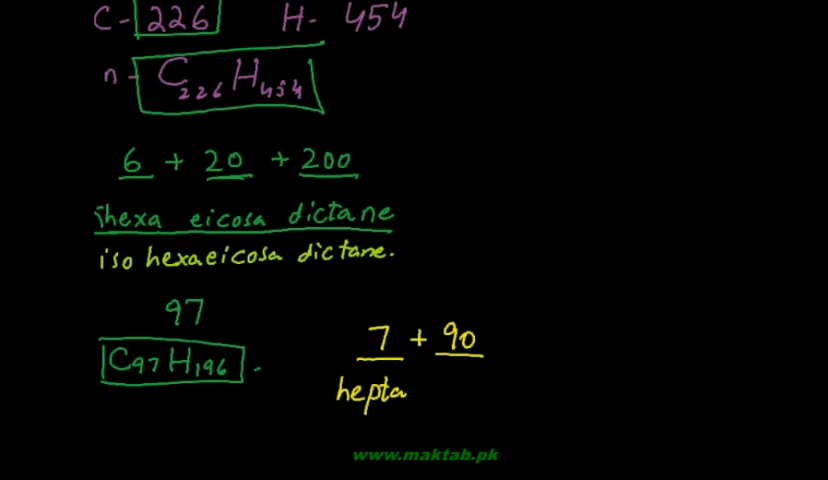 C- 226 H- 454
n- C226H454
6 + 20 + 200
hexa eicosa dictane
iso hexaeicosa dictane.
97
C97H196.
7 + 90
hepta
www.maktab.pk